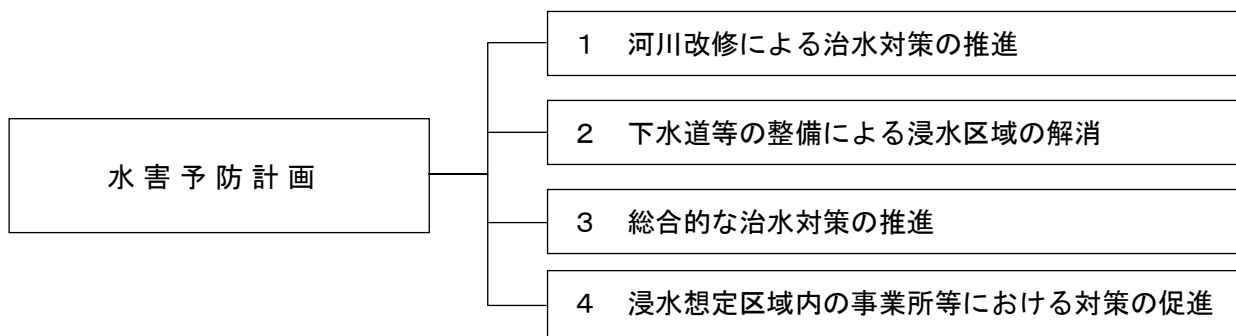 水害予防計画
１　河川改修による治水対策の推進
２　下水道等の整備による浸水区域の解消
３　総合的な治水対策の推進
４　浸水想定区域内の事業所等における対策の促進